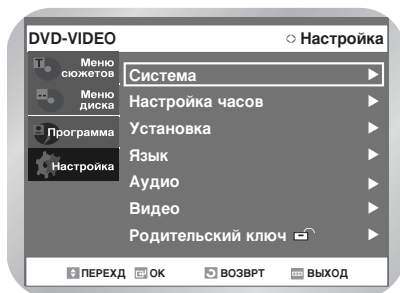 DVD-VIDEO
Настройка
Меню
сюжетов
Система
Меню
диска
Настройка часов
Программа
Установка
Настройка
Язык
Аудио
Видео
Родительский ключ
ПЕРЕХД ОК ВОЗВРТ ВЫХОД